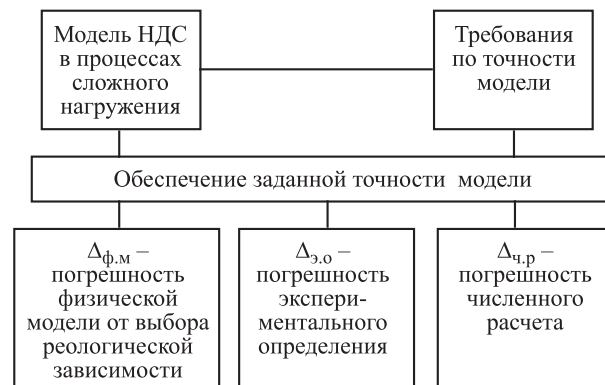 Модель НДС
в процессах
сложного
нагружения
Требования
по точности
модели
Обеспечение заданной точности модели
Δф.м –
погрешность
физической
модели от выбора
реологической
зависимости
Δэ.о –
погрешность
экспери-
ментального
определения
Δч.р –
погрешность
численного
расчета